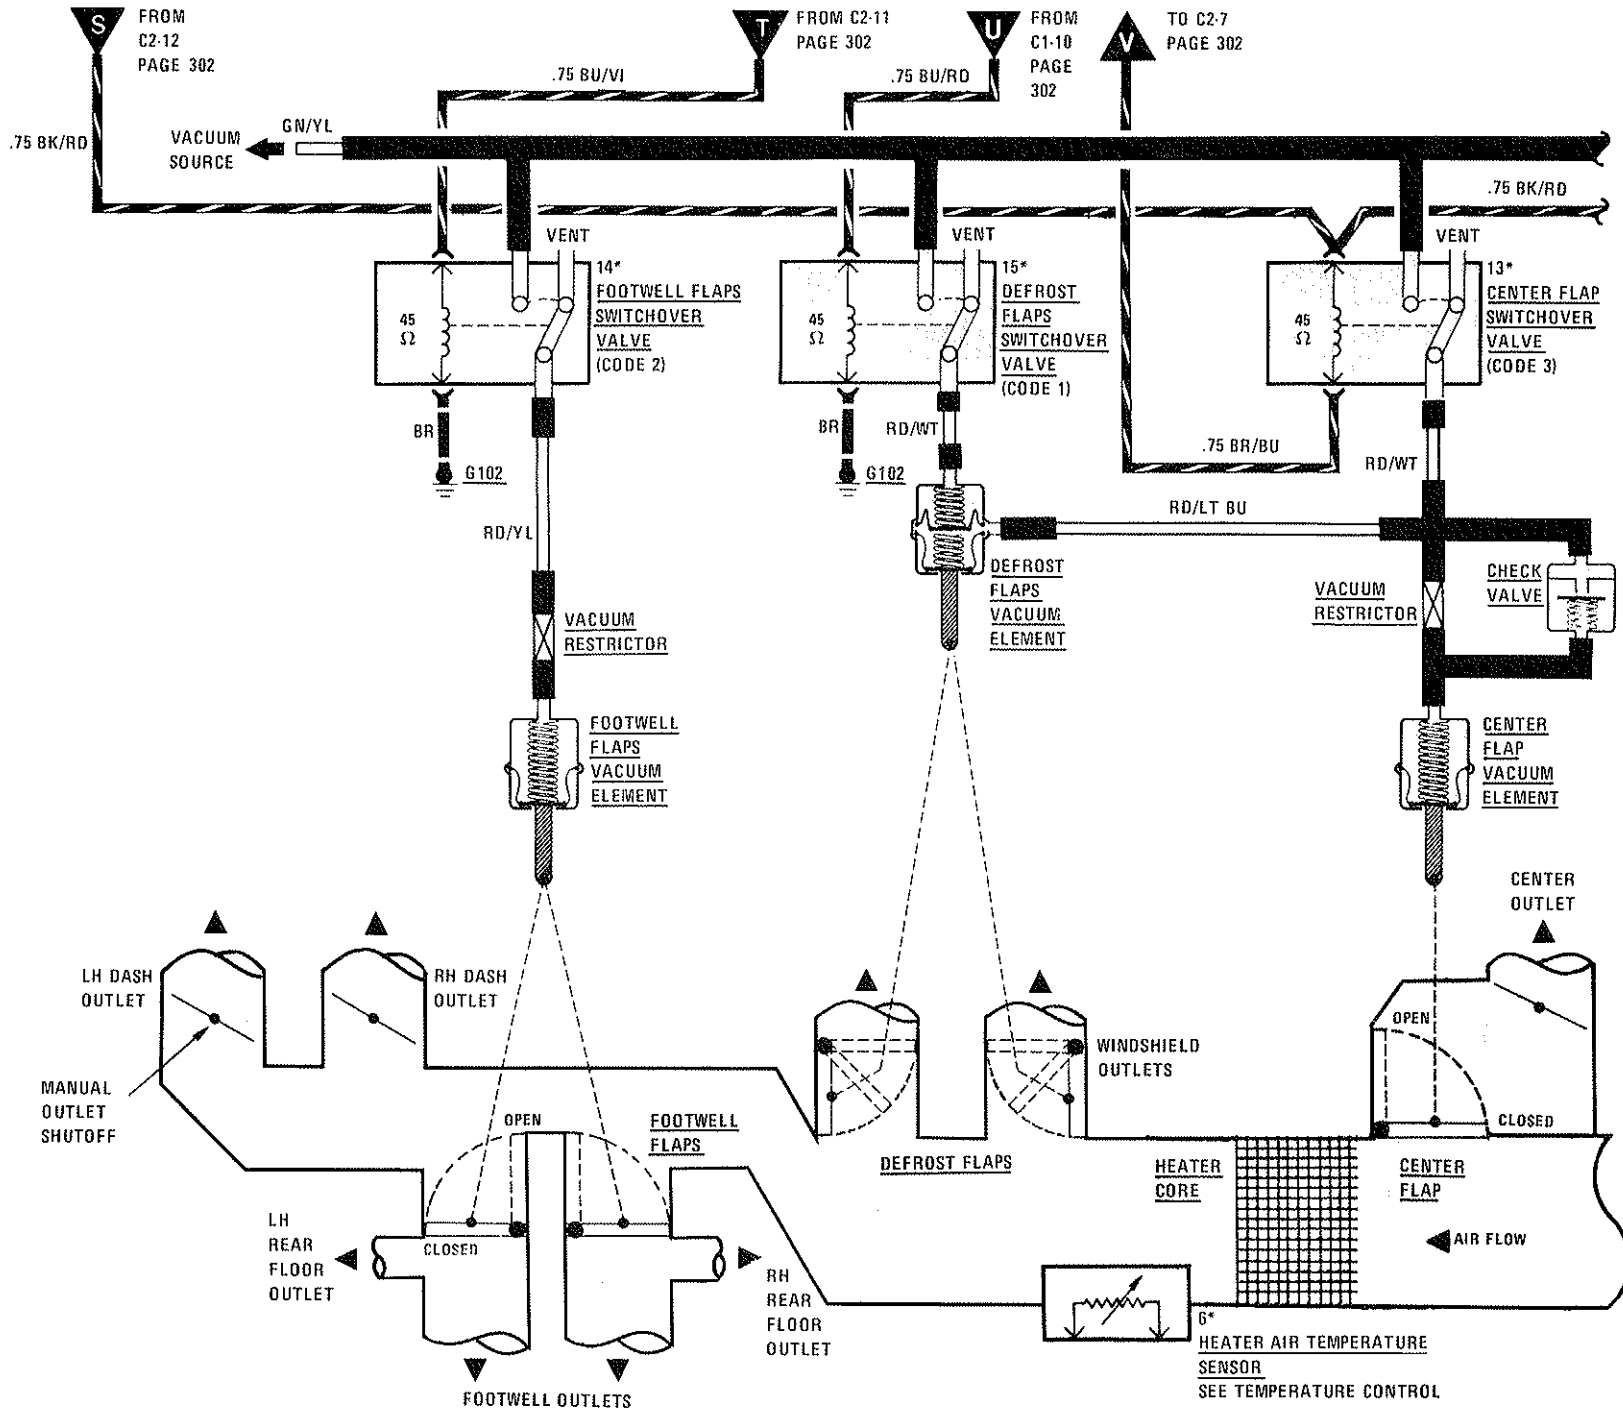 S
FROM
C2-12
PAGE 302
T
FROM C2-11
PAGE 302
U
FROM
C1-10
PAGE
302
V
TO C2-7
PAGE 302
.75 BU/VI
.75 BU/RD
.75 BK/RD
VACUUM
SOURCE
GN/YL
.75 BK/RD
VENT
VENT
VENT
45
Ω
14*
FOOTWELL FLAPS
SWITCHOVER
VALVE
(CODE 2)
45
Ω
15*
DEFROST
FLAPS
SWITCHOVER
VALVE
(CODE 1)
45
Ω
13*
CENTER FLAP
SWITCHOVER
VALVE
(CODE 3)
BR
G102
BR
G102
RD/WT
.75 BR/BU
RD/WT
RD/YL
RD/LT BU
DEFROST
FLAPS
VACUUM
ELEMENT
CHECK
VALVE
VACUUM
RESTRICTOR
VACUUM
RESTRICTOR
FOOTWELL
FLAPS
VACUUM
ELEMENT
CENTER
FLAP
VACUUM
ELEMENT
CENTER
OUTLET
LH DASH
OUTLET
RH DASH
OUTLET
OPEN
WINDSHIELD
OUTLETS
MANUAL
OUTLET
SHUTOFF
OPEN
FOOTWELL
FLAPS
CLOSED
DEFROST FLAPS
HEATER
CORE
CENTER
FLAP
CLOSED
LH
REAR
FLOOR
OUTLET
AIR FLOW
RH
REAR
FLOOR
OUTLET
6*
HEATER AIR TEMPERATURE
SENSOR
SEE TEMPERATURE CONTROL
FOOTWELL OUTLETS